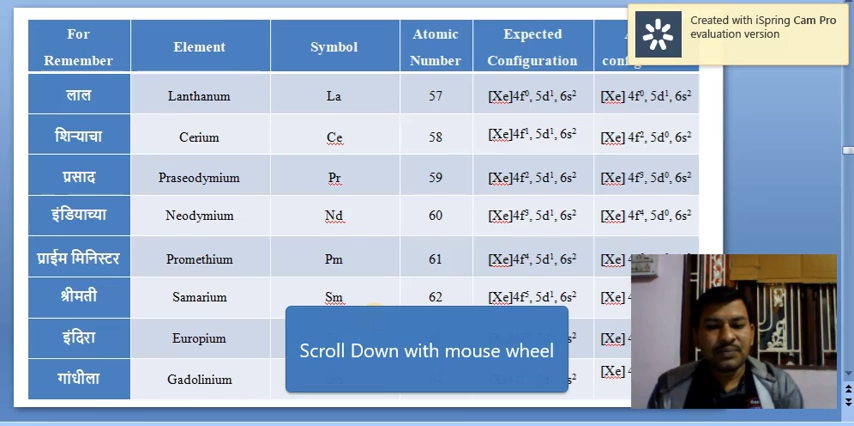 For Remember Element Symbol Atomic Number Expected Configuration
लाल Lanthanum La 57 [Xe]4f⁰, 5d¹, 6s² [Xe] 4f⁰, 5d¹, 6s²
शिऱ्याचा Cerium Ce 58 [Xe]4f¹, 5d¹, 6s² [Xe] 4f², 5d⁰, 6s²
प्रसाद Praseodymium Pr 59 [Xe]4f², 5d¹, 6s² [Xe] 4f³, 5d⁰, 6s²
इंडियाच्या Neodymium Nd 60 [Xe]4f³, 5d¹, 6s² [Xe] 4f⁴, 5d⁰, 6s²
प्राईम मिनिस्टर Promethium Pm 61 [Xe]4f⁴, 5d¹, 6s² [Xe]
श्रीमती Samarium Sm 62 [Xe]4f⁵, 5d¹, 6s² [Xe]
इंदिरा Europium [Xe]
गांधीला Gadolinium [Xe]
Created with iSpring Cam Pro
evaluation version
Scroll Down with mouse wheel